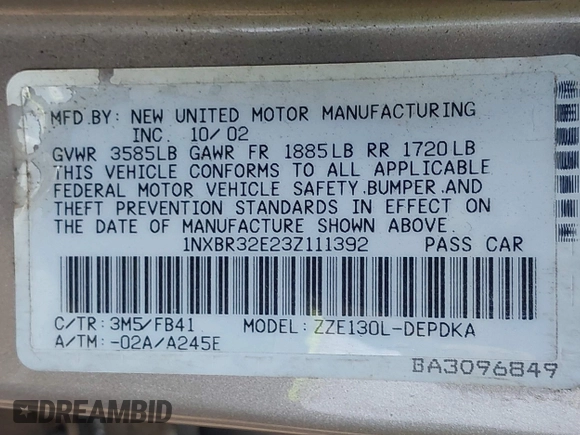 MFD.BY: NEW UNITED MOTOR MANUFACTURING
INC. 10/02
GVWR 3585LB GAWR FR 1885LB RR 1720LB
THIS VEHICLE CONFORMS TO ALL APPLICABLE
FEDERAL MOTOR VEHICLE SAFETY.BUMPER.AND
THEFT PREVENTION STANDARDS IN EFFECT ON
THE DATE OF MANUFACTURE SHOWN ABOVE.
1NXBR32E23Z111392 PASS CAR
C/TR: 3M5/FB41 MODEL: ZZE130L-DEPDKA
A/TM: -02A/A245E
BA3096849
DREAMBID